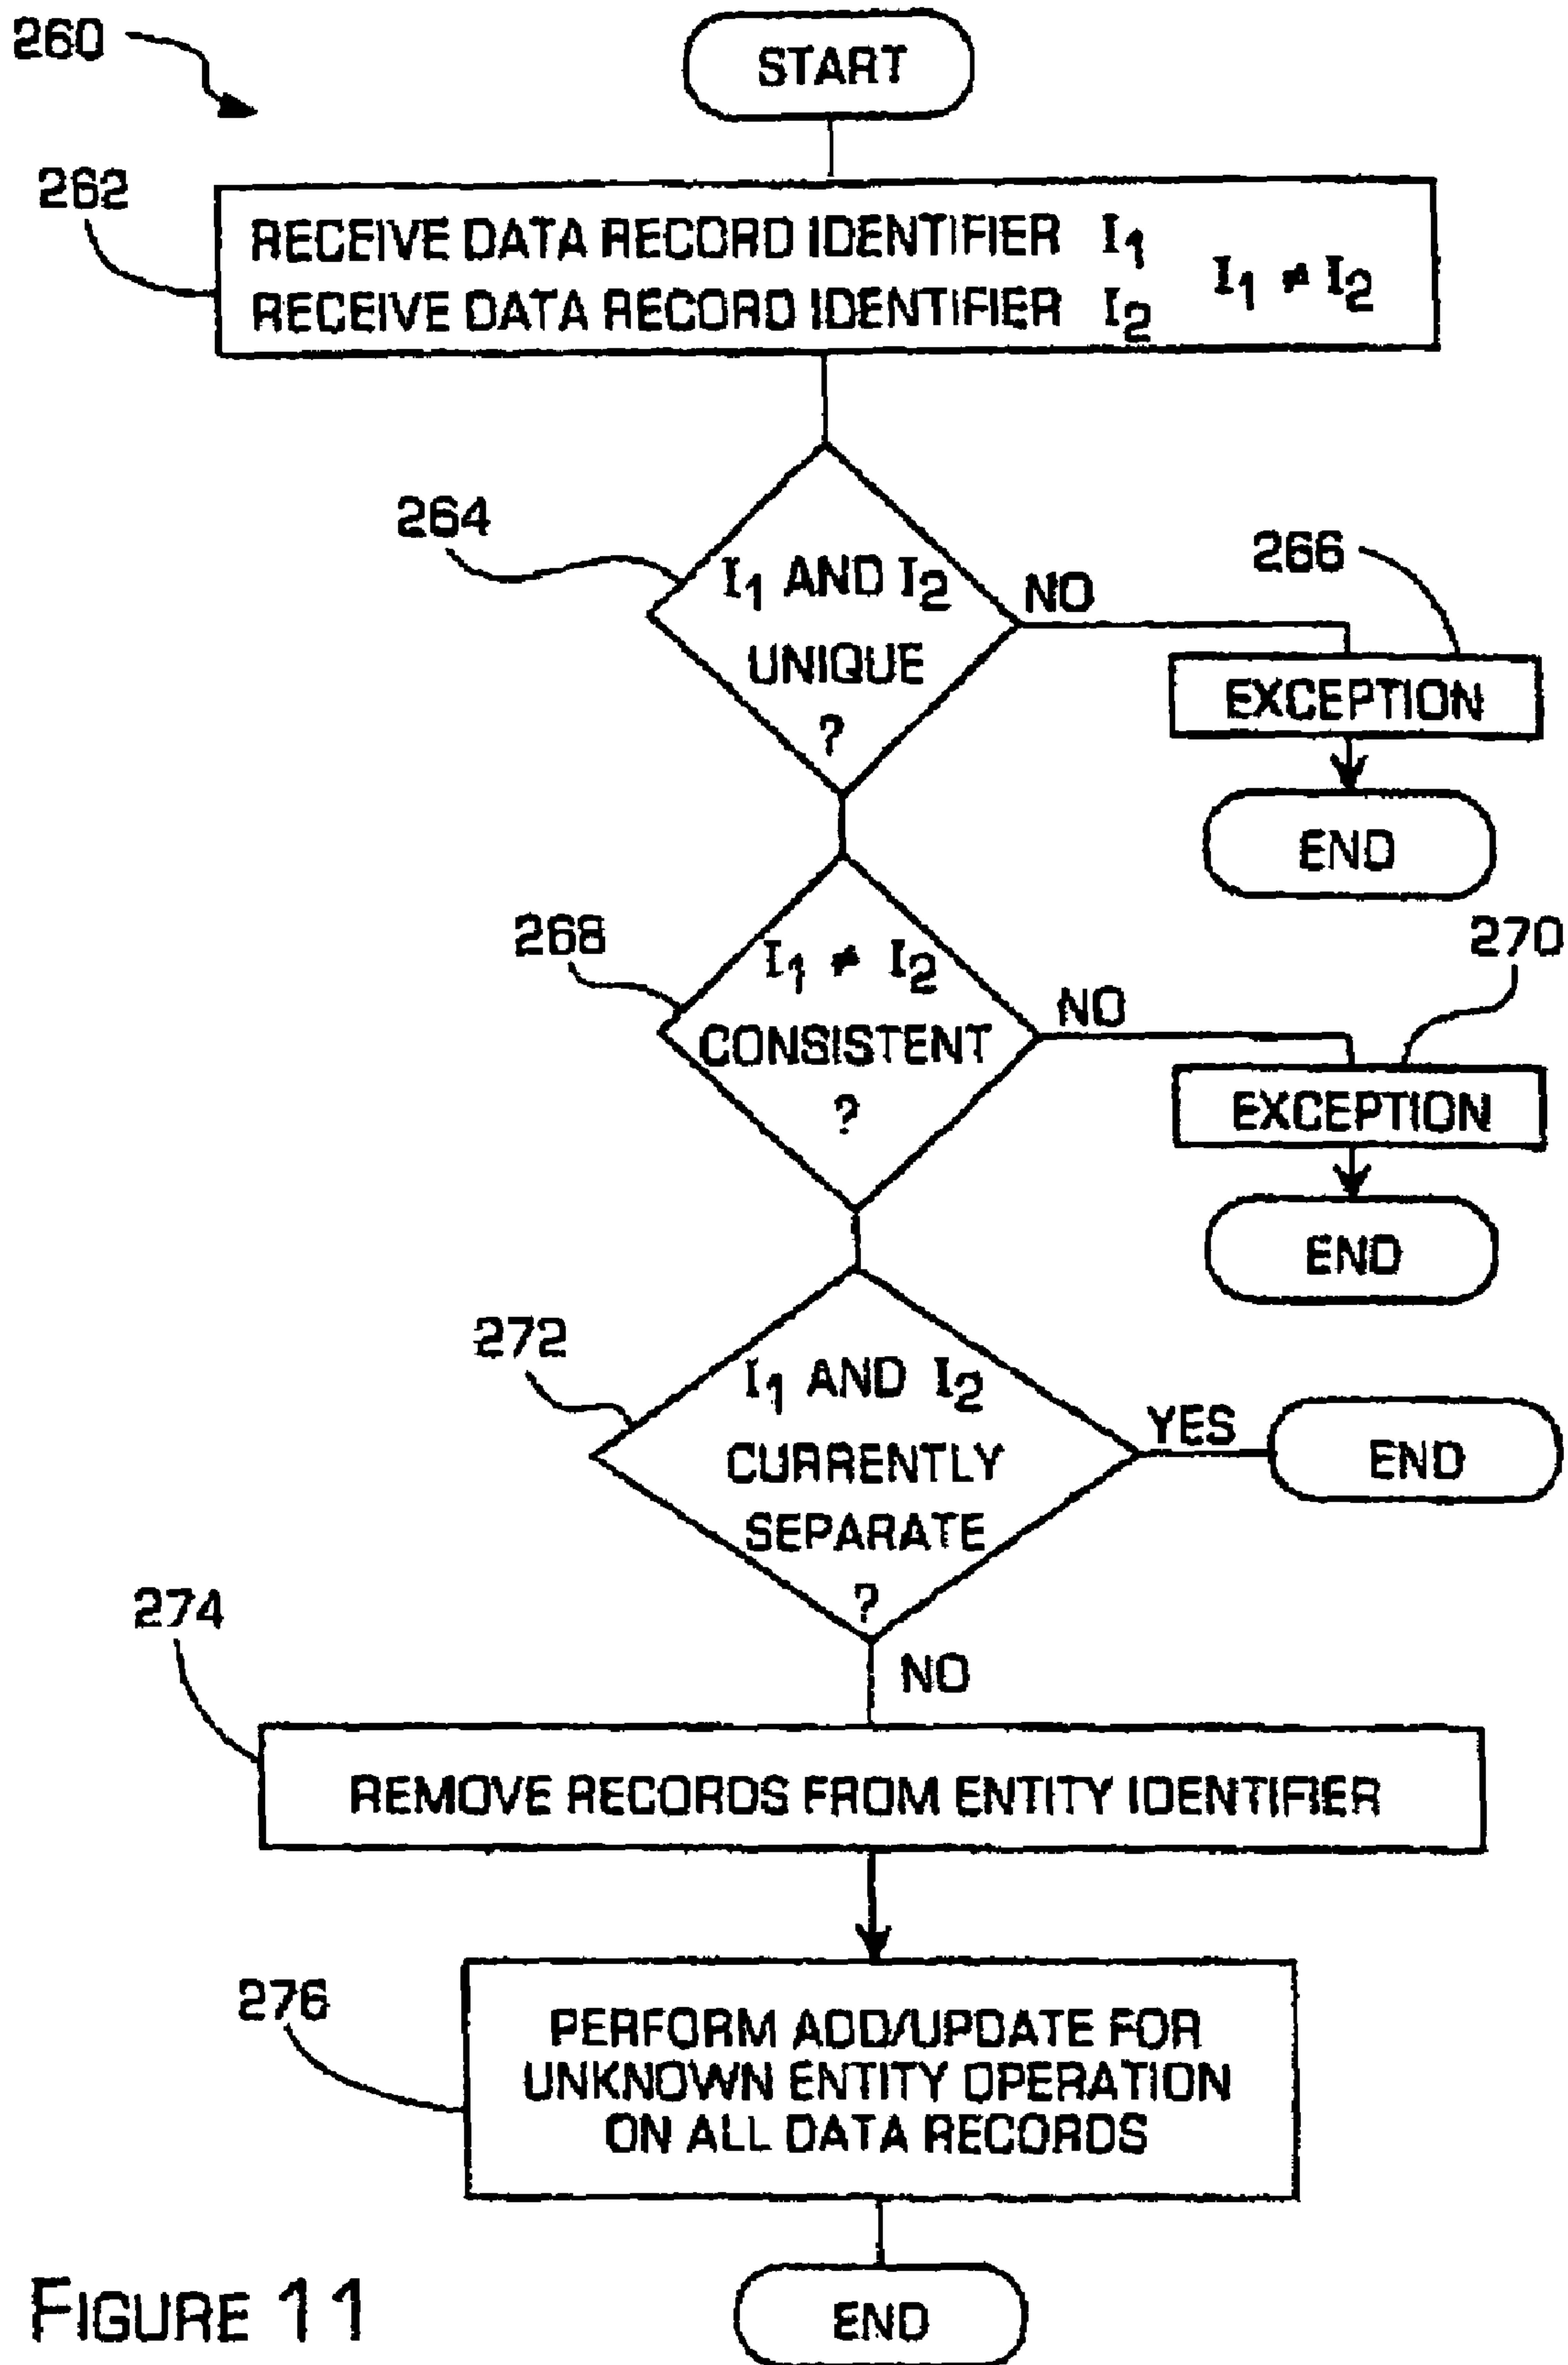 260
START
262
RECEIVE DATA RECORD IDENTIFIER I₁
RECEIVE DATA RECORD IDENTIFIER I₂
I₁ ≠ I₂
264
I₁ AND I₂
UNIQUE
?
NO
266
EXCEPTION
END
268
I₁ ≠ I₂
CONSISTENT
?
NO
270
EXCEPTION
END
272
I₁ AND I₂
CURRENTLY
SEPARATE
?
YES
END
NO
274
REMOVE RECORDS FROM ENTITY IDENTIFIER
276
PERFORM ADD/UPDATE FOR
UNKNOWN ENTITY OPERATION
ON ALL DATA RECORDS
END
FIGURE 11